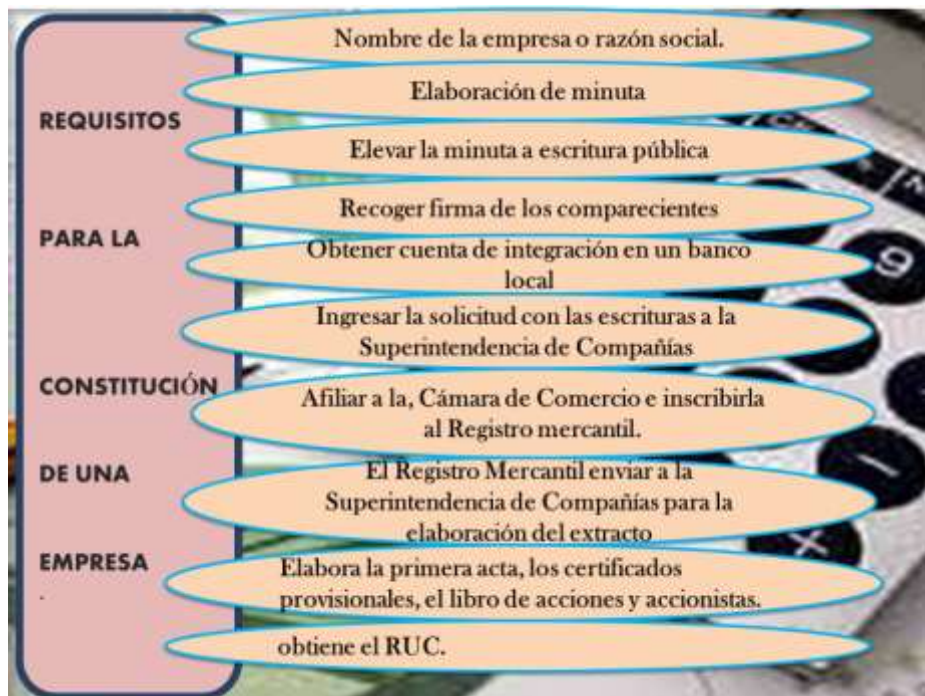 REQUISITOS
PARA LA
CONSTITUCIÓN
DE UNA
EMPRESA
.
Nombre de la empresa o razón social.
Elaboración de minuta
Elevar la minuta a escritura pública
Recoger firma de los comparecientes
Obtener cuenta de integración en un banco
local
Ingresar la solicitud con las escrituras a la
Superintendencia de Compañías
Afiliar a la, Cámara de Comercio e inscribirla
al Registro mercantil.
El Registro Mercantil enviar a la
Superintendencia de Compañías para la
elaboración del extracto
Elabora la primera acta, los certificados
provisionales, el libro de acciones y accionistas.
obtiene el RUC.
9